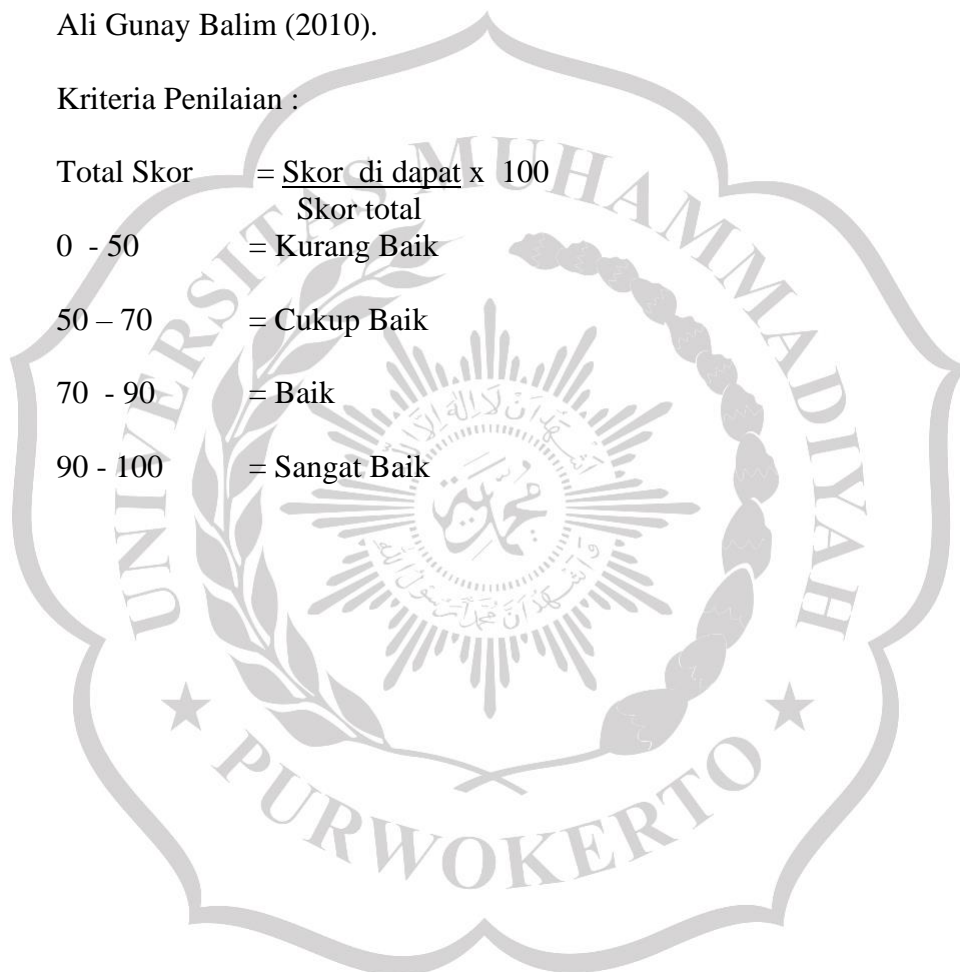 Ali Gunay Balim (2010).
Kriteria Penilaian :
Total Skor = Skor di dapat x 100
Skor total
0 - 50 = Kurang Baik
50 – 70 = Cukup Baik
70 - 90 = Baik
90 - 100 = Sangat Baik
UNIVERSITAS MUHAMMADIYAH
PURWOKERTO